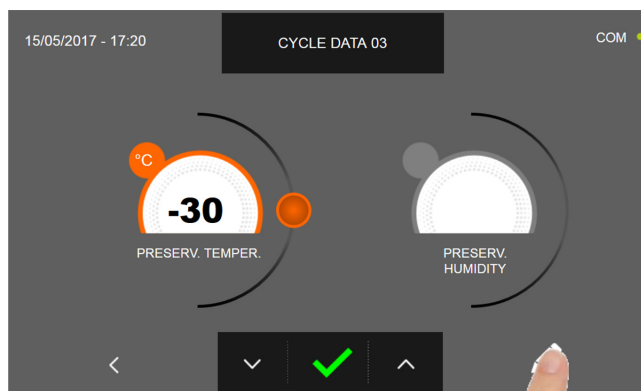 15/05/2017 - 17:20
CYCLE DATA 03
COM
°C
-30
PRESERV. TEMPER.
PRESERV.
HUMIDITY